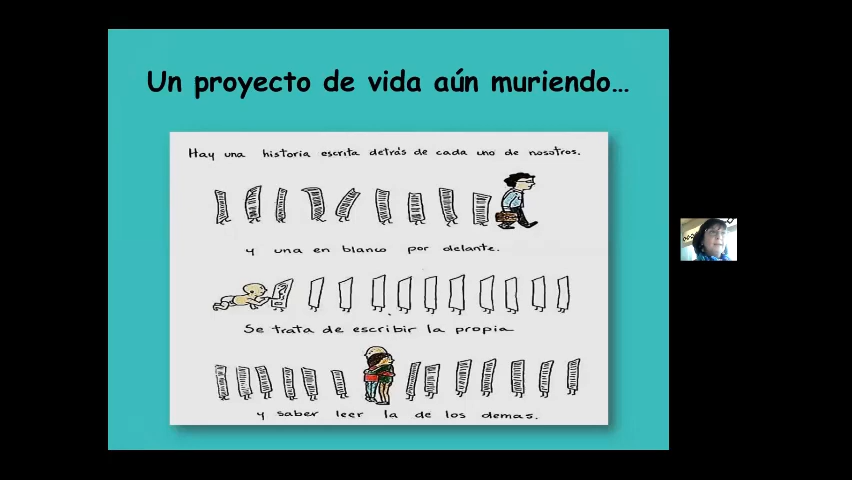 Un proyecto de vida aún muriendo…
Hay una historia escrita detrás de cada uno de nosotros.
y una en blanco por delante.
Se trata de escribir la propia
y saber leer la de los demas.